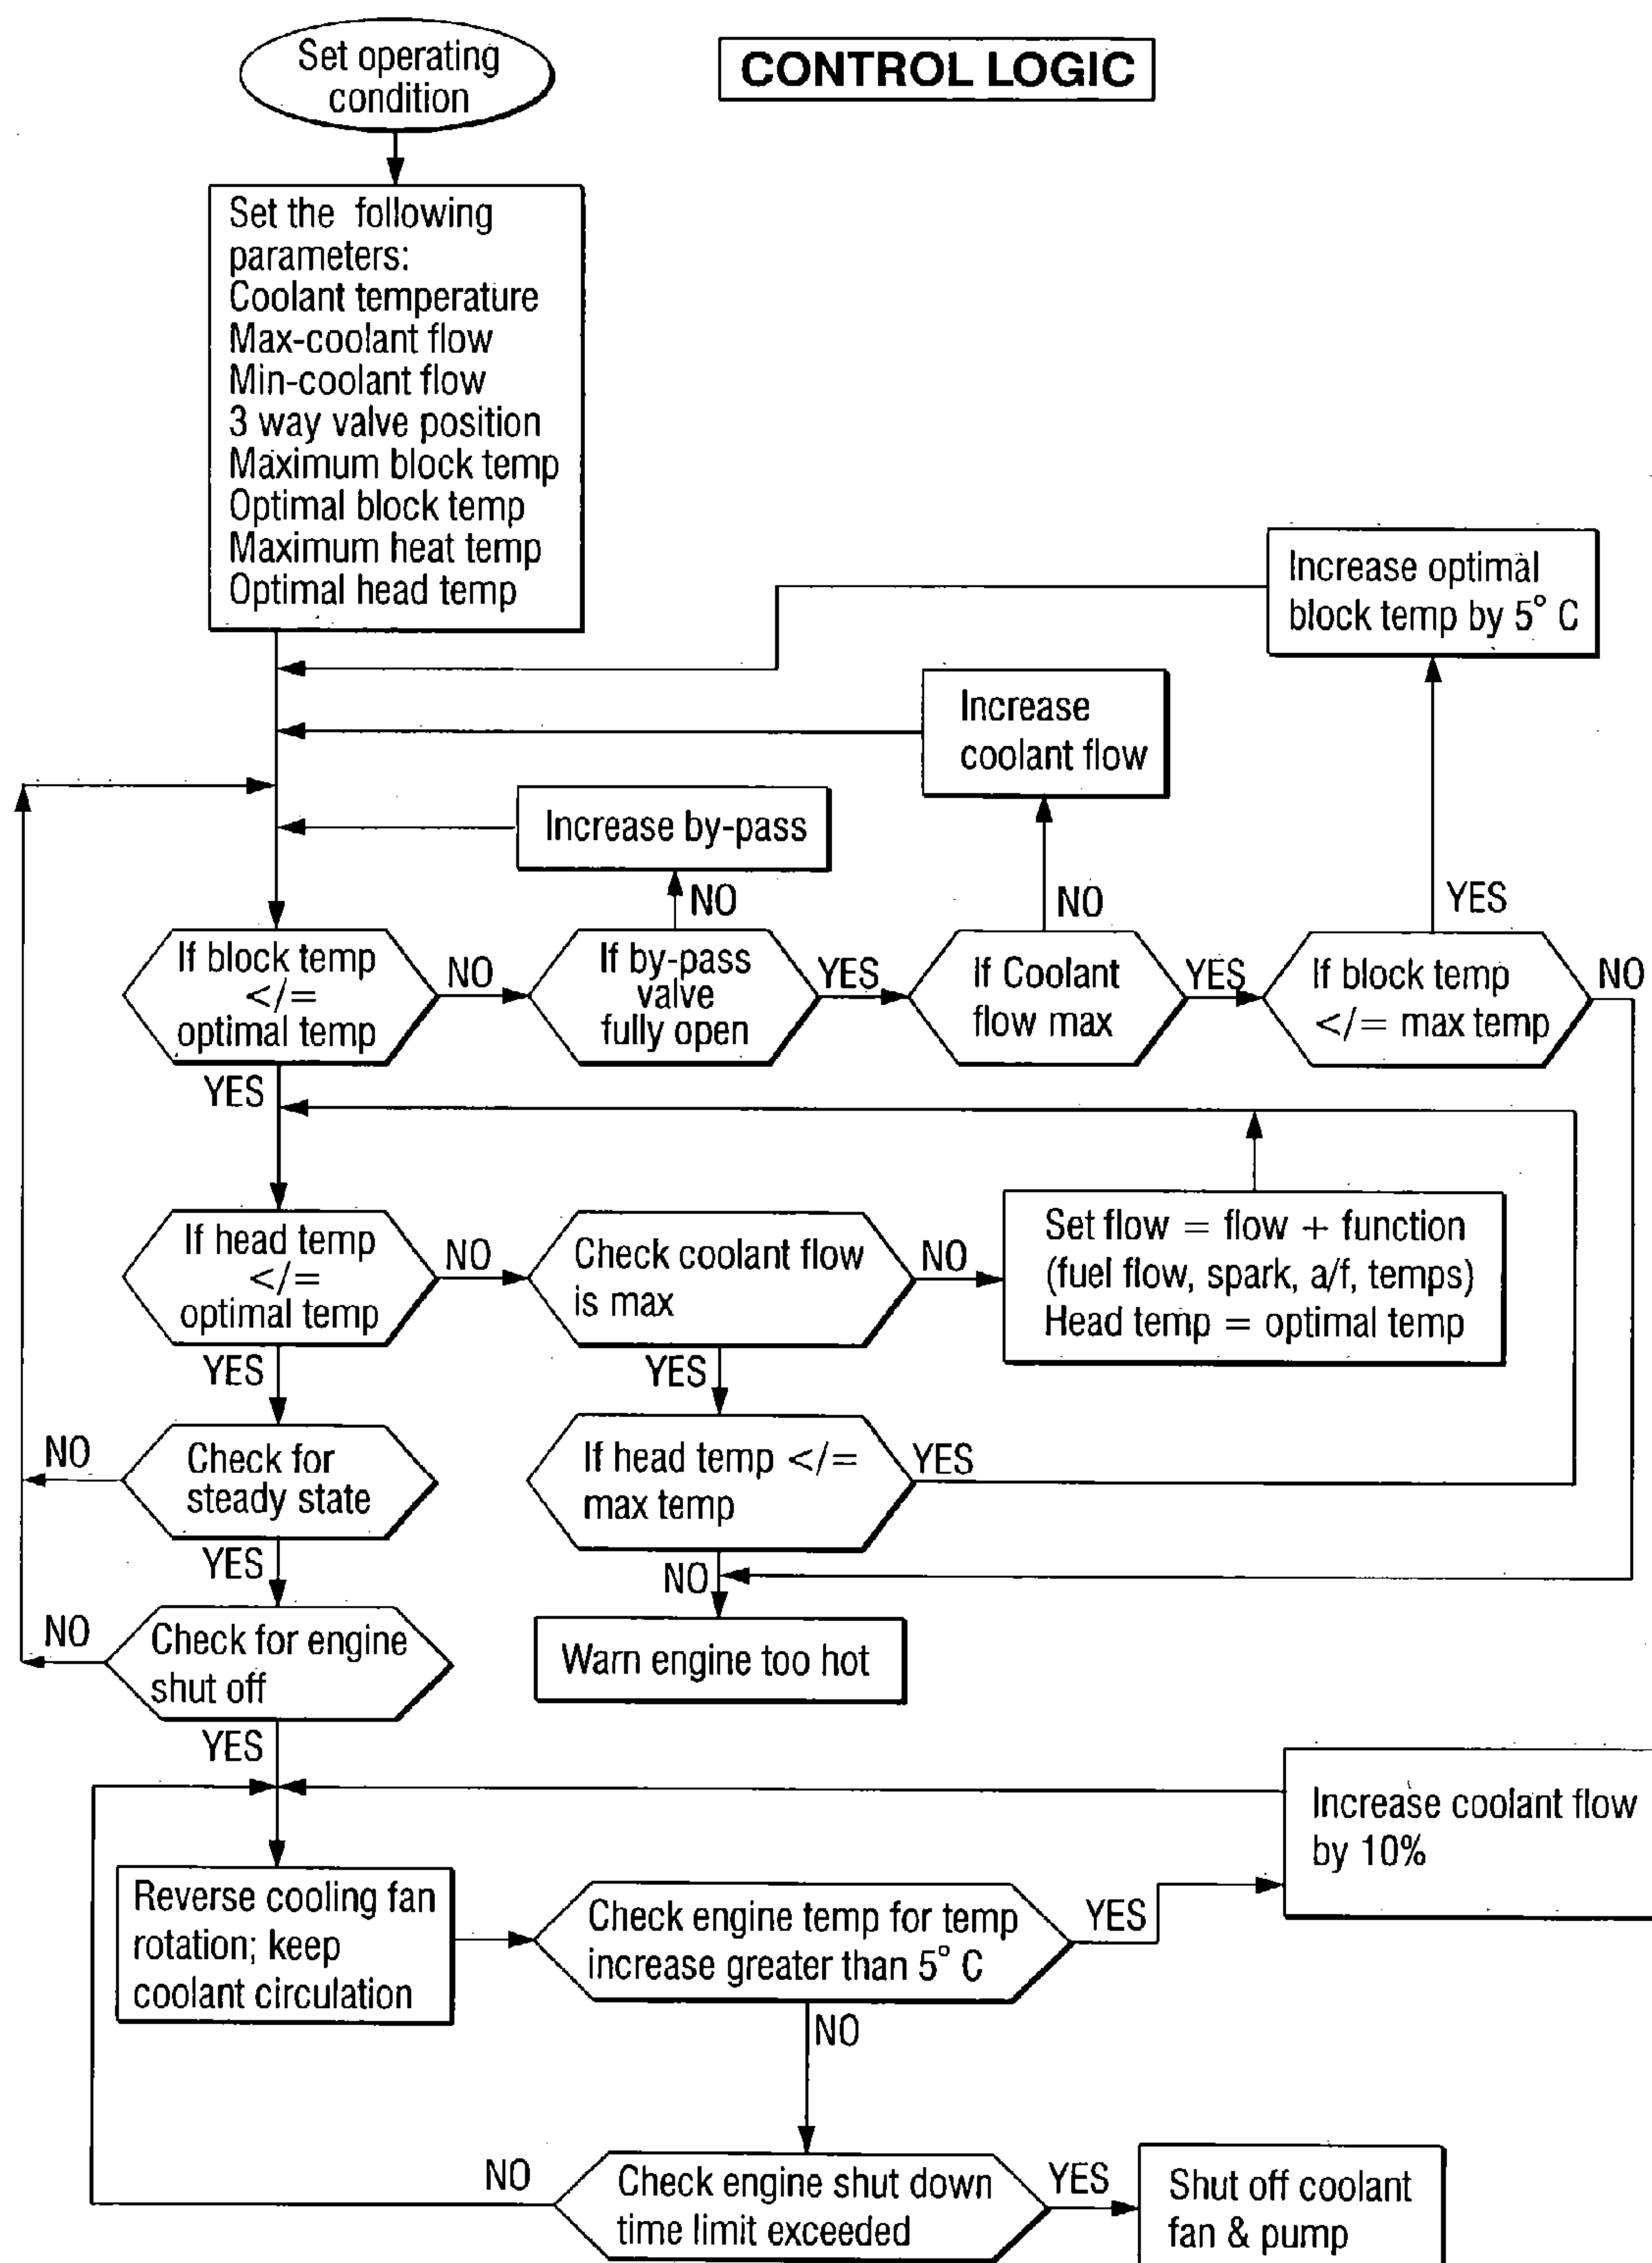 Set operating
condition
CONTROL LOGIC
Set the following
parameters:
Coolant temperature
Max-coolant flow
Min-coolant flow
3 way valve position
Maximum block temp
Optimal block temp
Maximum heat temp
Optimal head temp
Increase optimal
block temp by 5° C
Increase
coolant flow
Increase by-pass
NO
NO
YES
If block temp
</=
optimal temp
NO
If by-pass
valve
fully open
YES
If Coolant
flow max
YES
If block temp
</= max temp
NO
YES
If head temp
</=
optimal temp
NO
Check coolant flow
is max
NO
Set flow = flow + function
(fuel flow, spark, a/f, temps)
Head temp = optimal temp
YES
YES
NO
Check for
steady state
If head temp </=
max temp
YES
YES
NO
NO
Check for engine
shut off
Warn engine too hot
YES
Increase coolant flow
by 10%
Reverse cooling fan
rotation; keep
coolant circulation
Check engine temp for temp
increase greater than 5° C
YES
NO
NO
Check engine shut down
time limit exceeded
YES
Shut off coolant
fan & pump